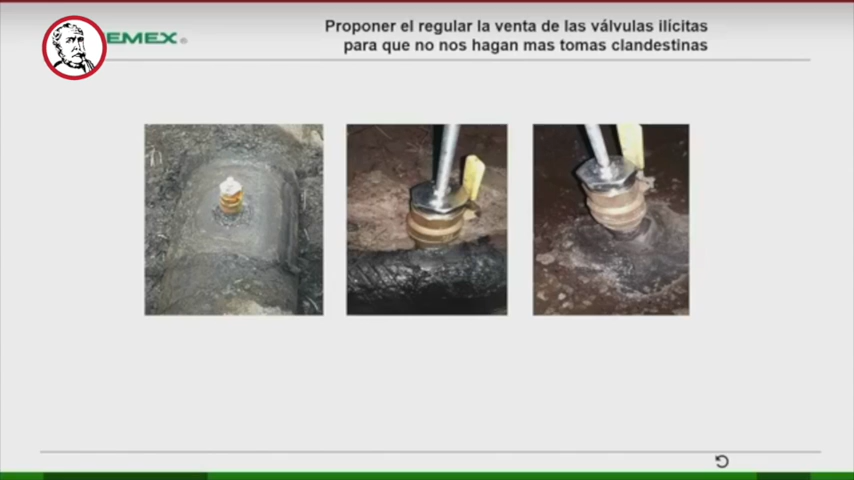 EMEX®
Proponer el regular la venta de las válvulas ilícitas
para que no nos hagan mas tomas clandestinas